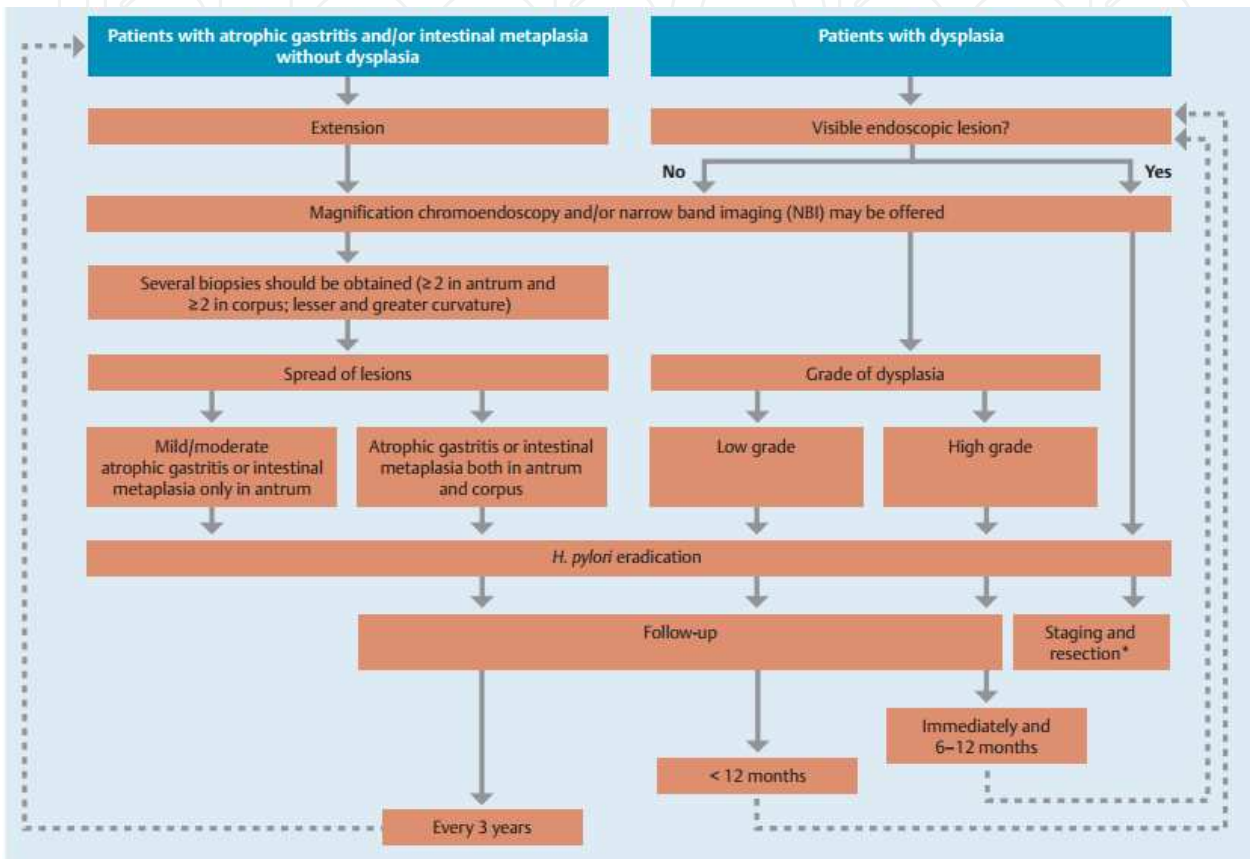 Patients with atrophic gastritis and/or intestinal metaplasia
without dysplasia
Patients with dysplasia
Extension
Visible endoscopic lesion?
No
Yes
Magnification chromoendoscopy and/or narrow band imaging (NBI) may be offered
Several biopsies should be obtained (≥2 in antrum and
≥2 in corpus; lesser and greater curvature)
Spread of lesions
Grade of dysplasia
Mild/moderate
atrophic gastritis or intestinal
metaplasia only in antrum
Atrophic gastritis or intestinal
metaplasia both in antrum
and corpus
Low grade
High grade
H. pylori eradication
Follow-up
Staging and
resection*
Immediately and
6–12 months
< 12 months
Every 3 years